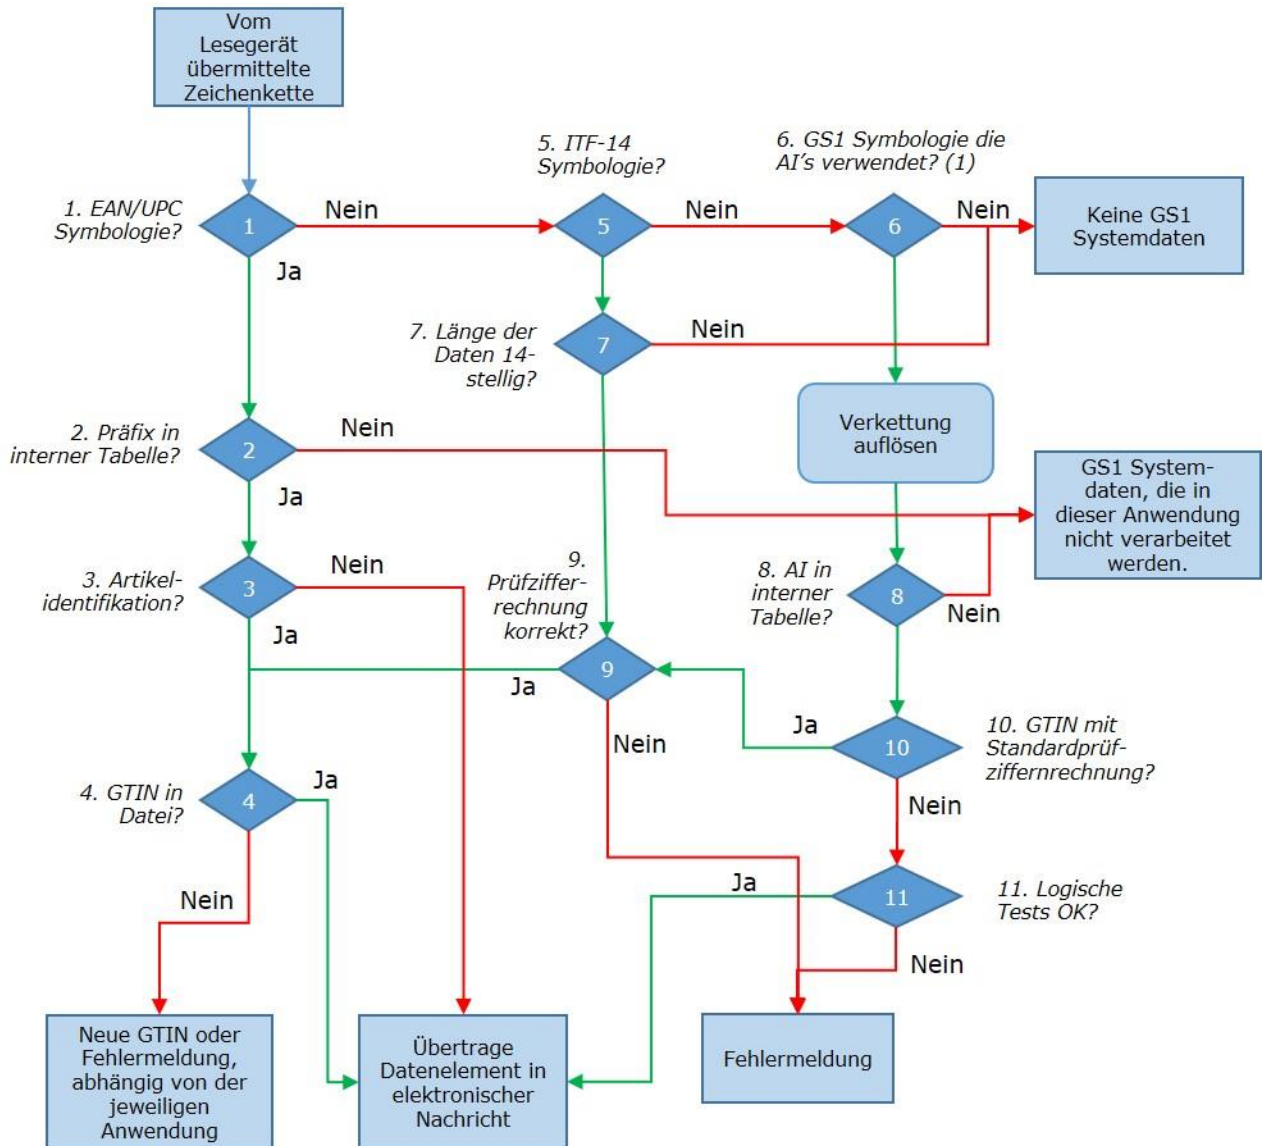 Vom
Lesegerät
übermittelte
Zeichenkette
5. ITF-14
Symbologie?
6. GS1 Symbologie die
AI's verwendet? (1)
1. EAN/UPC
Symbologie?
1
Nein
5
Nein
6
Nein
Keine GS1
Systemdaten
Ja
7. Länge der
Daten 14-
stellig?
7
Nein
2. Präfix in
interner Tabelle?
2
Nein
Verkettung
auflösen
GS1 System-
daten, die in
dieser Anwendung
nicht verarbeitet
werden.
Ja
3. Artikel-
identifikation?
3
Nein
9.
Prüfziffer-
rechnung
korrekt?
8. AI in
interner
Tabelle?
8
Nein
Ja
9
Ja
Ja
10
10. GTIN mit
Standardprüf-
ziffernrechnung?
Nein
4. GTIN in
Datei?
4
Ja
Nein
Nein
Ja
11
11. Logische
Tests OK?
Nein
Neue GTIN oder
Fehlermeldung,
abhängig von der
jeweiligen
Anwendung
Übertrage
Datenelement in
elektronischer
Nachricht
Fehlermeldung